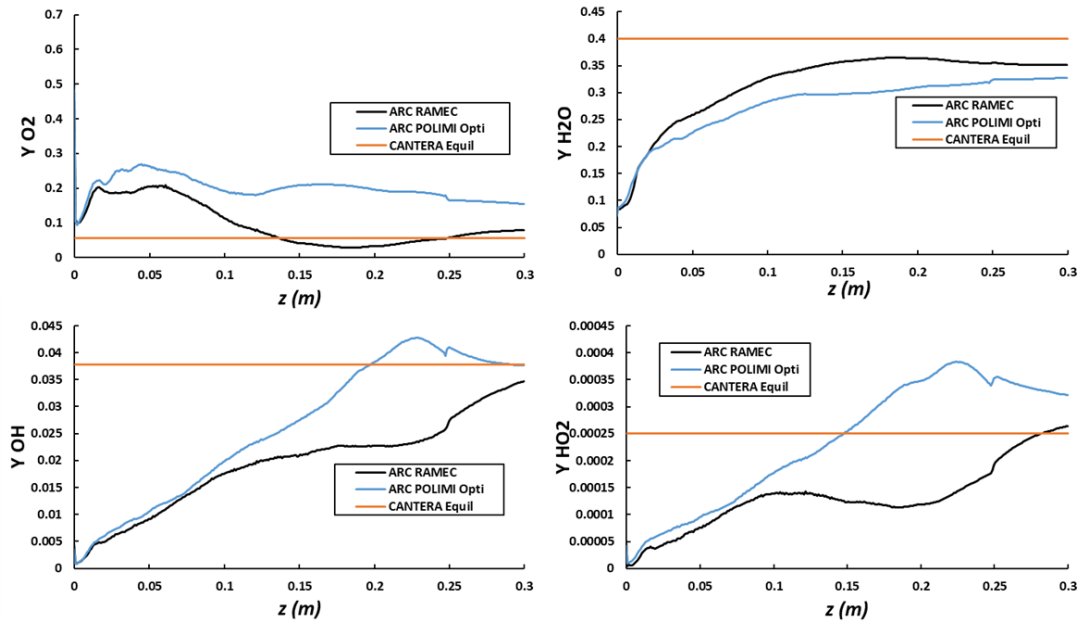 Y O2
0.7
0.6
0.5
0.4
0.3
0.2
0.1
0
ARC RAMEC
ARC POLIMI Opti
CANTERA Equil
0 0.05 0.1 0.15 0.2 0.25 0.3
z (m)
Y H2O
0.45
0.4
0.35
0.3
0.25
0.2
0.15
0.1
0.05
0
ARC RAMEC
ARC POLIMI Opti
CANTERA Equil
0 0.05 0.1 0.15 0.2 0.25 0.3
z (m)
Y OH
0.045
0.04
0.035
0.03
0.025
0.02
0.015
0.01
0.005
0
ARC RAMEC
ARC POLIMI Opti
CANTERA Equil
0 0.05 0.1 0.15 0.2 0.25 0.3
z (m)
Y HO2
0.00045
0.0004
0.00035
0.0003
0.00025
0.0002
0.00015
0.0001
0.00005
0
ARC RAMEC
ARC POLIMI Opti
CANTERA Equil
0 0.05 0.1 0.15 0.2 0.25 0.3
z (m)